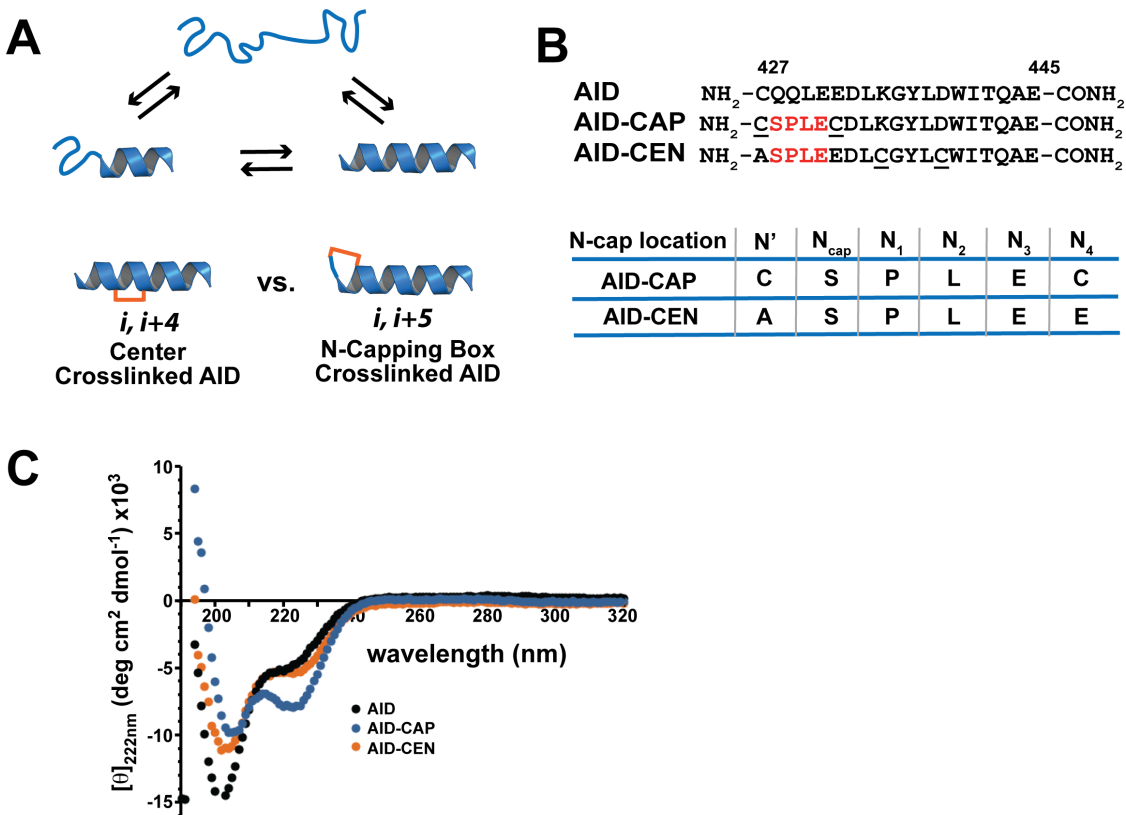 A
i, i+4
Center
Crosslinked AID
vs.
i, i+5
N-Capping Box
Crosslinked AID
B
427 445
AID NH2-CQQLEEDLKGYLDWITQAE-CONH2
AID-CAP NH2-CSPLECDLKGYLDWITQAE-CONH2
AID-CEN NH2-ASPLEEDLCGYLCWITQAE-CONH2
N-cap location N' Ncap N1 N2 N3 N4
AID-CAP C S P L E C
AID-CEN A S P L E E
C
[θ]222nm (deg cm2 dmol-1) x103
10
5
0
-5
-10
-15
200 220 260 280 300 320
wavelength (nm)
AID
AID-CAP
AID-CEN